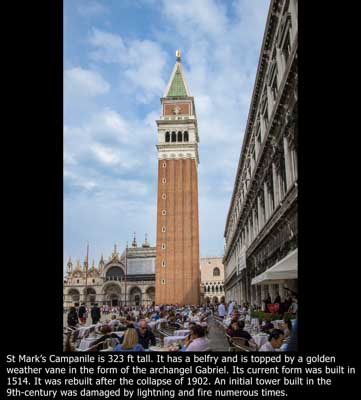 St Mark's Campanile is 323 ft tall. It has a belfry and is topped by a golden
weather vane in the form of the archangel Gabriel. Its current form was built in
1514. It was rebuilt after the collapse of 1902. An initial tower built in the
9th-century was damaged by lightning and fire numerous times.